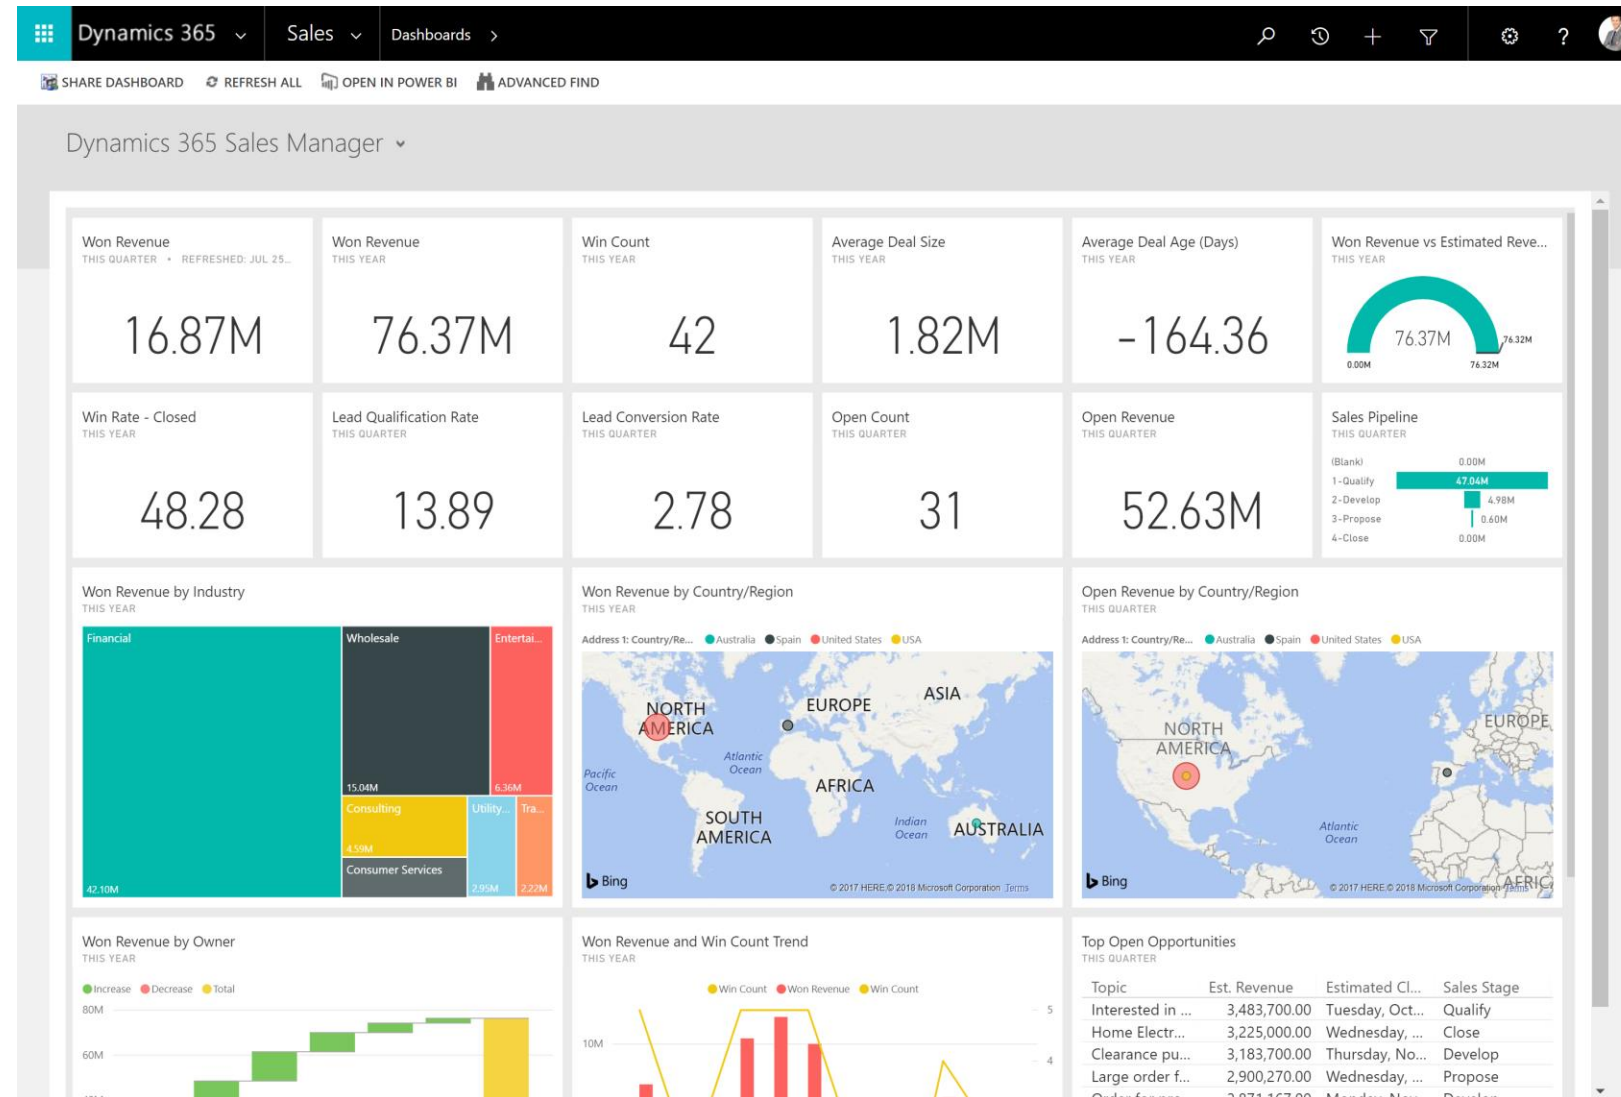 Dynamics 365 Sales Dashboards
SHARE DASHBOARD REFRESH ALL OPEN IN POWER BI ADVANCED FIND
Dynamics 365 Sales Manager
Won Revenue
THIS QUARTER • REFRESHED: JUL 25...
16.87M
Won Revenue
THIS YEAR
76.37M
Win Count
THIS YEAR
42
Average Deal Size
THIS YEAR
1.82M
Average Deal Age (Days)
THIS YEAR
-164.36
Won Revenue vs Estimated Reve...
THIS YEAR
76.37M
76.32M
0.00M
76.32M
Win Rate - Closed
THIS YEAR
48.28
Lead Qualification Rate
THIS QUARTER
13.89
Lead Conversion Rate
THIS QUARTER
2.78
Open Count
THIS QUARTER
31
Open Revenue
THIS QUARTER
52.63M
Sales Pipeline
THIS QUARTER
(Blank) 0.00M
1-Qualify 47.04M
2-Develop 4.98M
3-Propose 0.60M
4-Close 0.00M
Won Revenue by Industry
THIS YEAR
Financial
42.10M
Wholesale
15.04M
Entertai...
6.36M
Consulting
4.59M
Consumer Services
Utility...
2.95M
Tra...
2.22M
Won Revenue by Country/Region
THIS YEAR
Address 1: Country/Re... Australia Spain United States USA
NORTH
AMERICA
EUROPE
ASIA
Atlantic
Ocean
Pacific
Ocean
AFRICA
SOUTH
AMERICA
Indian
Ocean
AUSTRALIA
Bing
© 2017 HERE © 2018 Microsoft Corporation Terms
Open Revenue by Country/Region
THIS QUARTER
Address 1: Country/Re... Australia Spain United States USA
NORTH
AMERICA
EUROPE
Atlantic
Ocean
Bing
© 2017 HERE © 2018 Microsoft Corporation Terms
AFRIC
Won Revenue by Owner
THIS YEAR
Increase Decrease Total
80M
60M
Won Revenue and Win Count Trend
THIS YEAR
Win Count Won Revenue Win Count
5
10M
4
Top Open Opportunities
THIS QUARTER
Topic Est. Revenue Estimated Cl... Sales Stage
Interested in ... 3,483,700.00 Tuesday, Oct... Qualify
Home Electr... 3,225,000.00 Wednesday, ... Close
Clearance pu... 3,183,700.00 Thursday, No... Develop
Large order f... 2,900,270.00 Wednesday, ... Propose